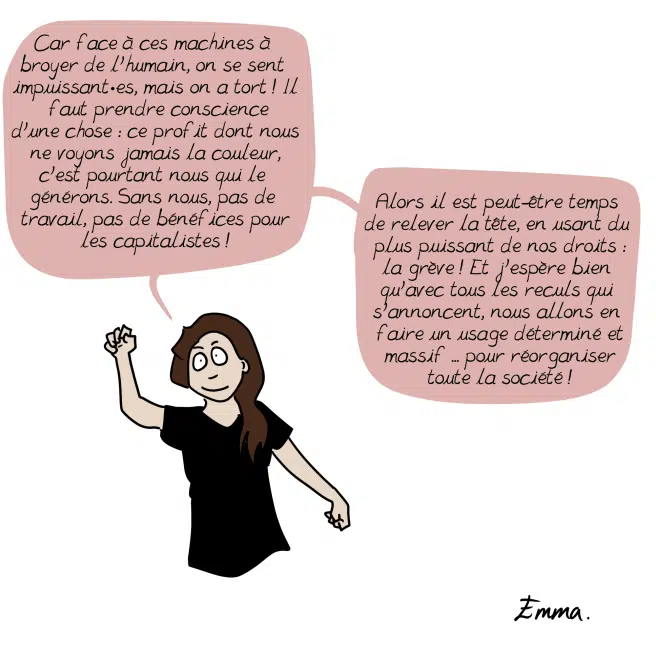 Car face à ces machines à
broyer de l'humain, on se sent
impuissant•es, mais on a tort ! Il
faut prendre conscience
d'une chose : ce profit dont nous
ne voyons jamais la couleur,
c'est pourtant nous qui le
générons. Sans nous, pas de
travail, pas de bénéfices pour
les capitalistes !
Alors il est peut-être temps
de relever la tête, en usant du
plus puissant de nos droits :
la grève ! Et j'espère bien
qu'avec tous les reculs qui
s'annoncent, nous allons en
faire un usage déterminé et
massif ... pour réorganiser
toute la société !
Emma.